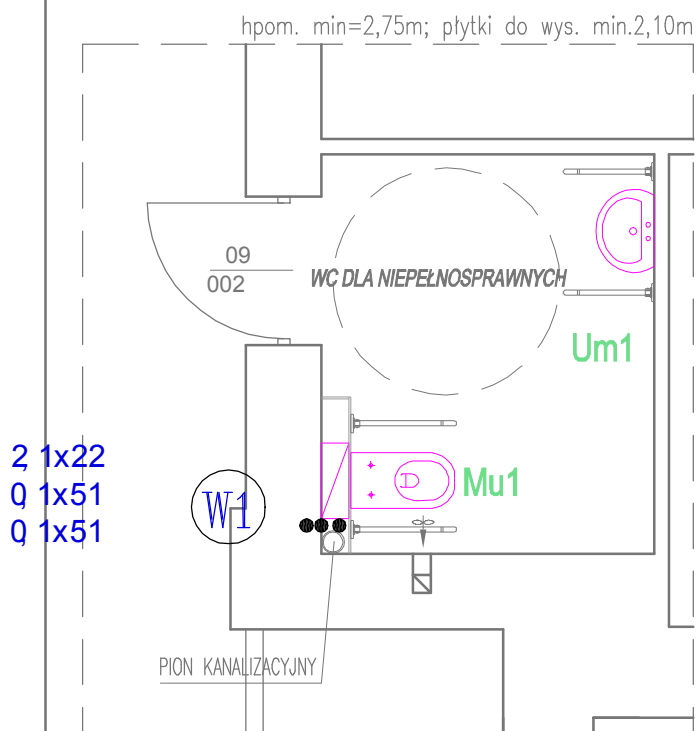 hpom. min=2,75m; płytki do wys. min.2,10m
09
002
WC DLA NIEPEŁNOSPRAWNYCH
Um1
2, 1x22
0, 1x51
0, 1x51
W1
Mu1
PION KANALIZACYJNY